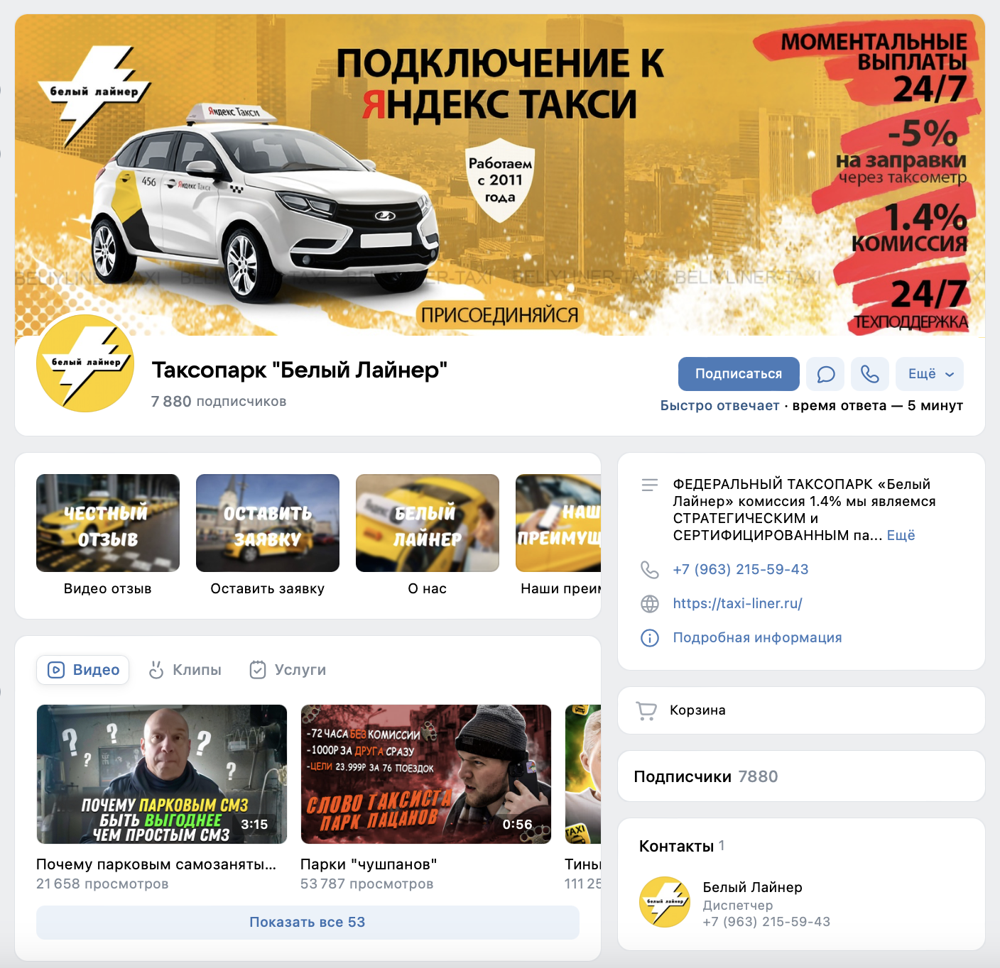 белый лайнер
ПОДКЛЮЧЕНИЕ К
ЯНДЕКС ТАКСИ
Яндекс Такси
456
Яндекс Такси
Работаем
с 2011
года
МОМЕНТАЛЬНЫЕ
ВЫПЛАТЫ
24/7
-5%
на заправки
через таксометр
1.4%
КОМИССИЯ
24/7
ТЕХПОДДЕРЖКА
BELIYLINER-TAXI BELIYLINER-TAXI BELIYLINER-TAXI BELIYLINER-TAXI BELIYLINER-TAXI
ПРИСОЕДИНЯЙСЯ
белый лайнер
Таксопарк "Белый Лайнер"
7 880 подписчиков
Подписаться
Ещё
Быстро отвечает · время ответа — 5 минут
ЧЕСТНЫЙ
ОТЗЫВ
Видео отзыв
ОСТАВИТЬ
ЗАЯВКУ
Оставить заявку
БЕЛЫЙ
ЛАЙНЕР
О нас
НАШ
ПРЕИМУЩ
Наши преим
ФЕДЕРАЛЬНЫЙ ТАКСОПАРК «Белый
Лайнер» комиссия 1.4% мы являемся
СТРАТЕГИЧЕСКИМ и
СЕРТИФИЦИРОВАННЫМ па... Ещё
+7 (963) 215-59-43
https://taxi-liner.ru/
Подробная информация
Видео
Клипы
Услуги
ПОЧЕМУ ПАРКОВЫМ СМЗ
БЫТЬ ВЫГОДНЕЕ
ЧЕМ ПРОСТЫМ СМЗ
3:15
Почему парковым самозаняты...
21 658 просмотров
-72 ЧАСА БЕЗ КОМИССИИ
-1000Р ЗА ДРУГА СРАЗУ
-ЦЕЛИ 23.999Р ЗА 76 ПОЕЗДОК
СЛОВО ТАКСИСТА
ПАРК ПАЦАНОВ
0:56
Парки "чушпанов"
53 787 просмотров
TAXI
Тинь
111 25
Показать все 53
Корзина
Подписчики 7880
Контакты 1
белый лайнер
Белый Лайнер
Диспетчер
+7 (963) 215-59-43